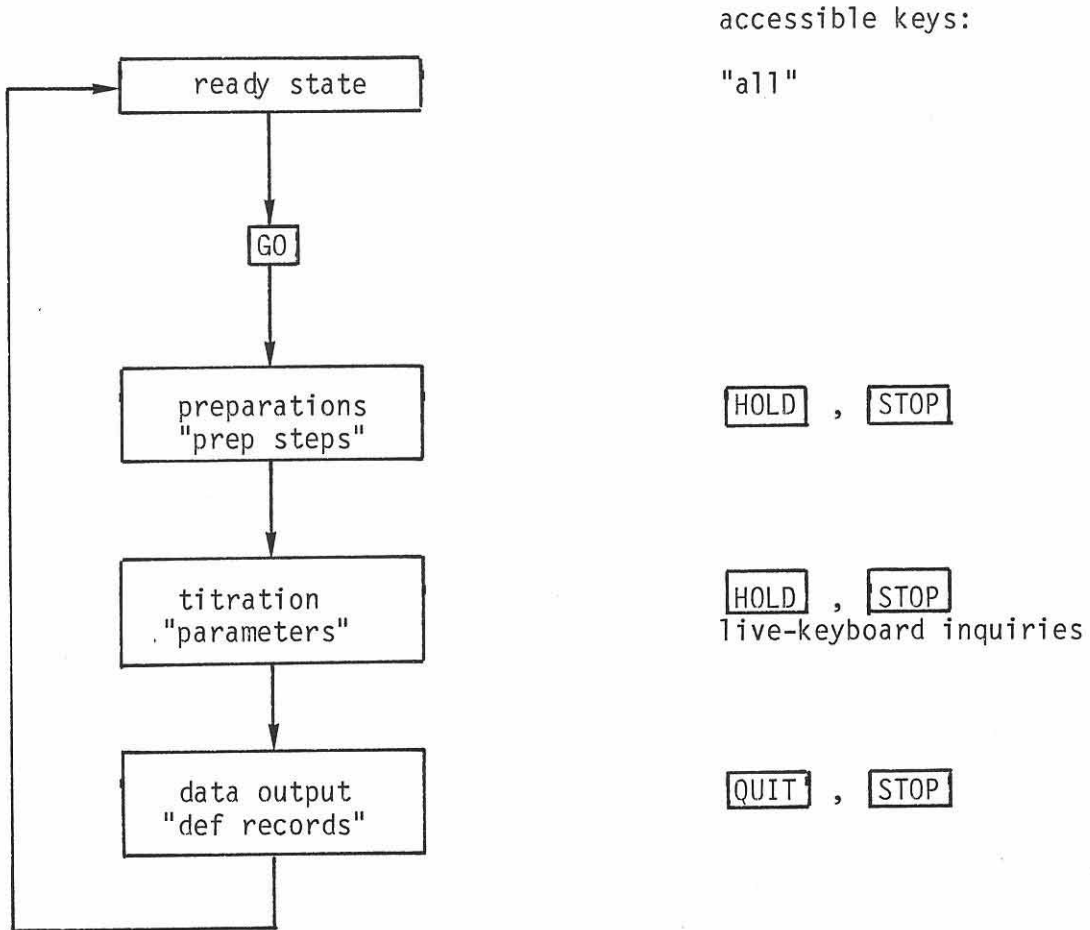 accessible keys:
ready state
"all"
GO
preparations
"prep steps"
HOLD , STOP
titration
"parameters"
HOLD , STOP
live-keyboard inquiries
data output
"def records"
QUIT , STOP